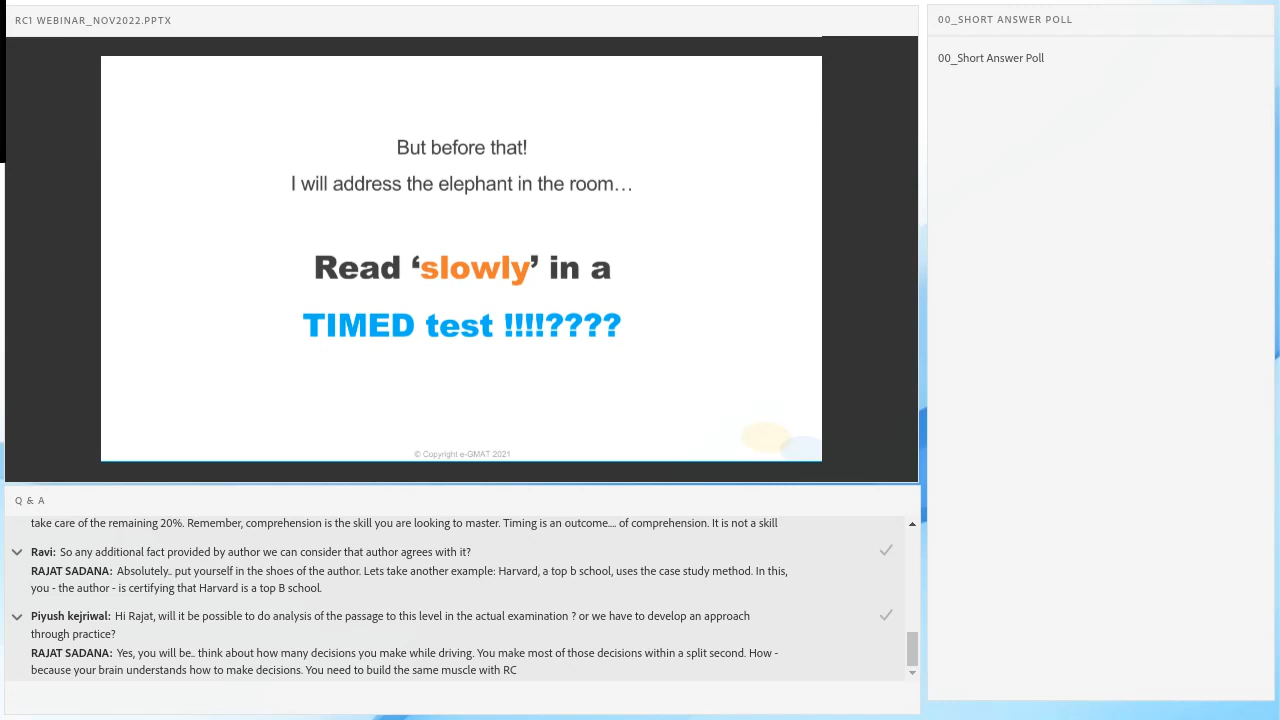 RC1 WEBINAR_NOV2022.PPTX
But before that!
I will address the elephant in the room…
Read ‘slowly’ in a
TIMED test !!!!????
© Copyright e-GMAT 2021
00_SHORT ANSWER POLL
00_Short Answer Poll
Q & A
take care of the remaining 20%. Remember, comprehension is the skill you are looking to master. Timing is an outcome.... of comprehension. It is not a skill
Ravi: So any additional fact provided by author we can consider that author agrees with it?
RAJAT SADANA: Absolutely.. put yourself in the shoes of the author. Lets take another example: Harvard, a top b school, uses the case study method. In this,
you - the author - is certifying that Harvard is a top B school.
Piyush kejriwal: Hi Rajat, will it be possible to do analysis of the passage to this level in the actual examination ? or we have to develop an approach
through practice?
RAJAT SADANA: Yes, you will be.. think about how many decisions you make while driving. You make most of those decisions within a split second. How -
because your brain understands how to make decisions. You need to build the same muscle with RC